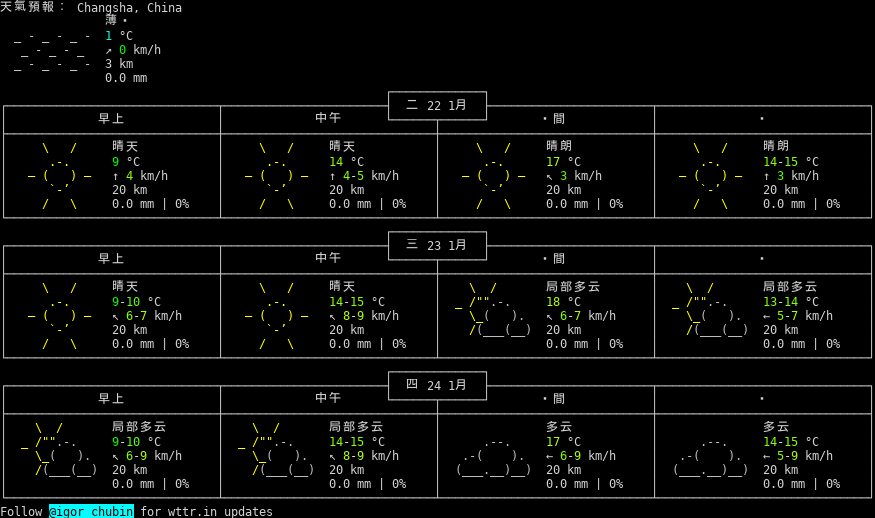 天氣預報： Changsha, China
薄・
1 °C
↗ 0 km/h
3 km
0.0 mm
二 22 1月
早上 中午 ・間 ・
晴天 晴天 晴朗 晴朗
9 °C 14 °C 17 °C 14-15 °C
↑ 4 km/h ↑ 4-5 km/h ↖ 3 km/h ↑ 3 km/h
20 km 20 km 20 km 20 km
0.0 mm | 0% 0.0 mm | 0% 0.0 mm | 0% 0.0 mm | 0%
三 23 1月
早上 中午 ・間 ・
晴天 晴天 局部多云 局部多云
9-10 °C 14-15 °C 18 °C 13-14 °C
↖ 6-7 km/h ↖ 8-9 km/h ↖ 6-7 km/h ← 5-7 km/h
20 km 20 km 20 km 20 km
0.0 mm | 0% 0.0 mm | 0% 0.0 mm | 0% 0.0 mm | 0%
四 24 1月
早上 中午 ・間 ・
局部多云 局部多云 多云 多云
9-10 °C 14-15 °C 17 °C 14-15 °C
↖ 6-9 km/h ↖ 8-9 km/h ← 6-9 km/h ← 5-9 km/h
20 km 20 km 20 km 20 km
0.0 mm | 0% 0.0 mm | 0% 0.0 mm | 0% 0.0 mm | 0%
Follow @igor_chubin for wttr.in updates